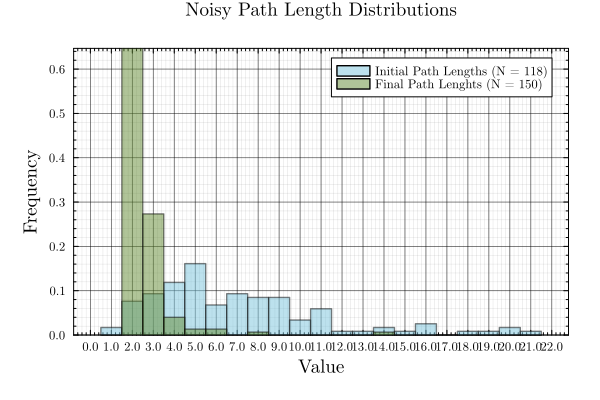 Noisy Path Length Distributions
Initial Path Lengths (N = 118)
Final Path Lenghts (N = 150)
0.6
0.5
0.4
0.3
0.2
0.1
0.0
Frequency
0.0 1.0 2.0 3.0 4.0 5.0 6.0 7.0 8.0 9.0 10.0 11.0 12.0 13.0 14.0 15.0 16.0 17.0 18.0 19.0 20.0 21.0 22.0
Value